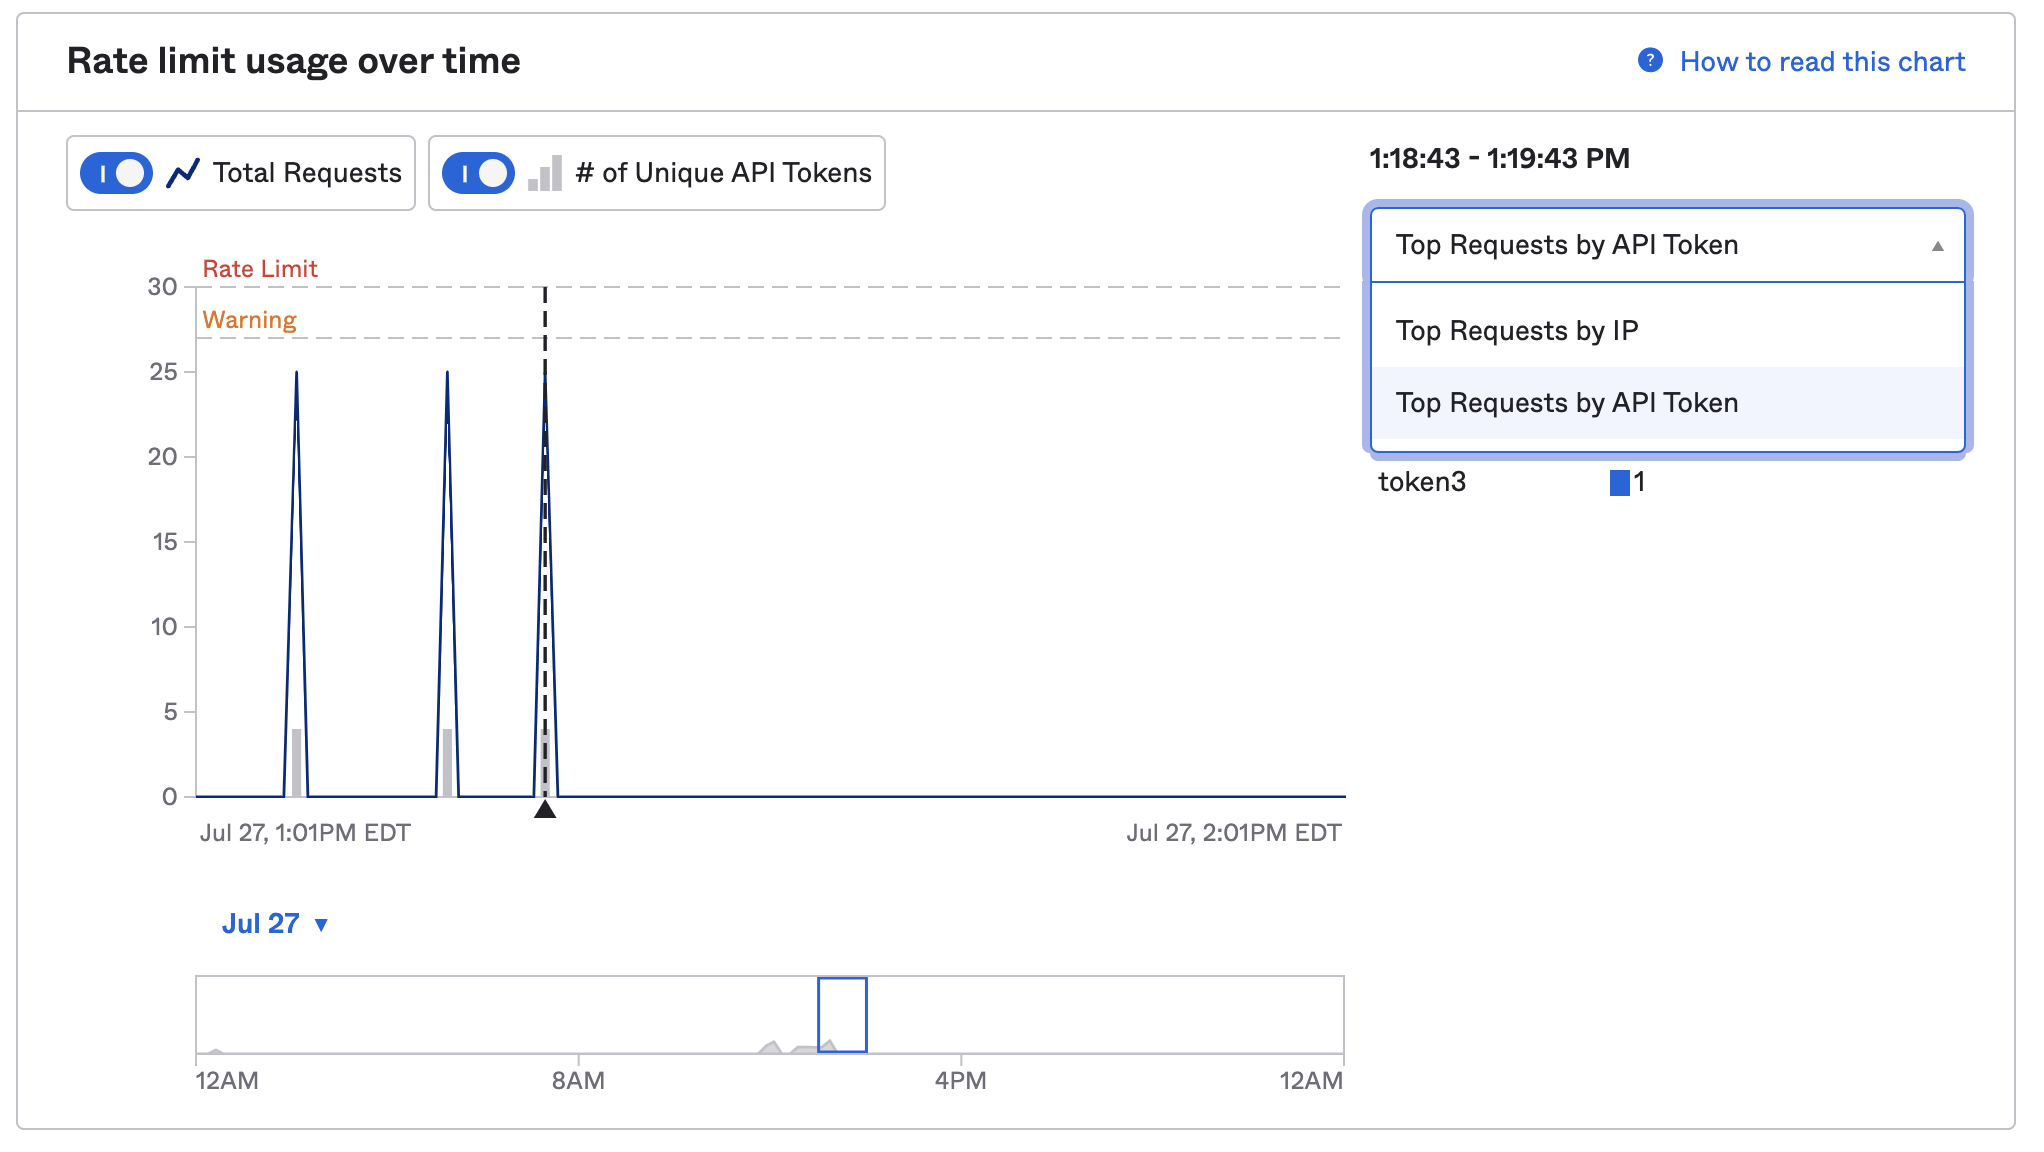 Rate limit usage over time
? How to read this chart
Total Requests
# of Unique API Tokens
1:18:43 - 1:19:43 PM
Top Requests by API Token
Top Requests by IP
Top Requests by API Token
token3 1
Rate Limit
30
Warning
25
20
15
10
5
0
Jul 27, 1:01PM EDT Jul 27, 2:01PM EDT
Jul 27
12AM 8AM 4PM 12AM